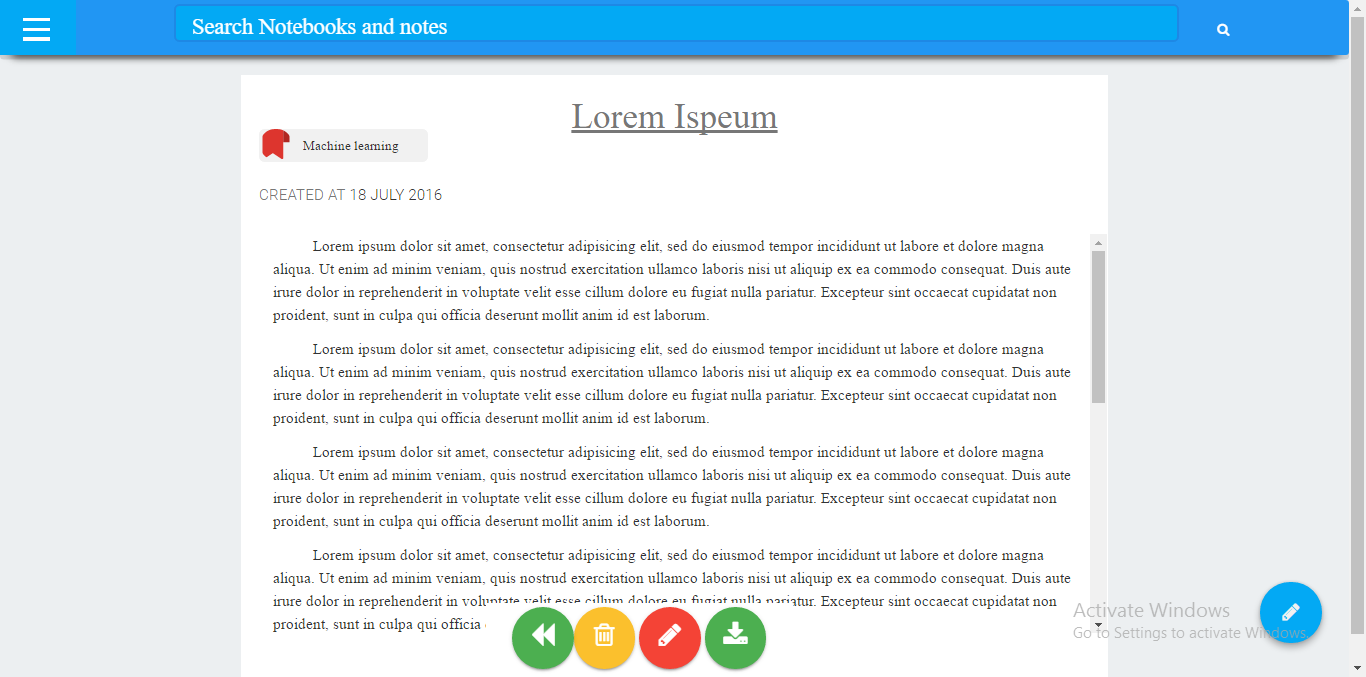 Search Notebooks and notes
Lorem Ispeum
Machine learning
CREATED AT 18 JULY 2016
Lorem ipsum dolor sit amet, consectetur adipisicing elit, sed do eiusmod tempor incididunt ut labore et dolore magna
aliqua. Ut enim ad minim veniam, quis nostrud exercitation ullamco laboris nisi ut aliquip ex ea commodo consequat. Duis aute
irure dolor in reprehenderit in voluptate velit esse cillum dolore eu fugiat nulla pariatur. Excepteur sint occaecat cupidatat non
proident, sunt in culpa qui officia deserunt mollit anim id est laborum.
Lorem ipsum dolor sit amet, consectetur adipisicing elit, sed do eiusmod tempor incididunt ut labore et dolore magna
aliqua. Ut enim ad minim veniam, quis nostrud exercitation ullamco laboris nisi ut aliquip ex ea commodo consequat. Duis aute
irure dolor in reprehenderit in voluptate velit esse cillum dolore eu fugiat nulla pariatur. Excepteur sint occaecat cupidatat non
proident, sunt in culpa qui officia deserunt mollit anim id est laborum.
Lorem ipsum dolor sit amet, consectetur adipisicing elit, sed do eiusmod tempor incididunt ut labore et dolore magna
aliqua. Ut enim ad minim veniam, quis nostrud exercitation ullamco laboris nisi ut aliquip ex ea commodo consequat. Duis aute
irure dolor in reprehenderit in voluptate velit esse cillum dolore eu fugiat nulla pariatur. Excepteur sint occaecat cupidatat non
proident, sunt in culpa qui officia deserunt mollit anim id est laborum.
Lorem ipsum dolor sit amet, consectetur adipisicing elit, sed do eiusmod tempor incididunt ut labore et dolore magna
aliqua. Ut enim ad minim veniam, quis nostrud exercitation ullamco laboris nisi ut aliquip ex ea commodo consequat. Duis aute
irure dolor in reprehenderit in voluptate velit esse cillum dolore eu fugiat nulla pariatur. Excepteur sint occaecat cupidatat non
proident, sunt in culpa qui officia
Activate Windows
Go to Settings to activate Windows.